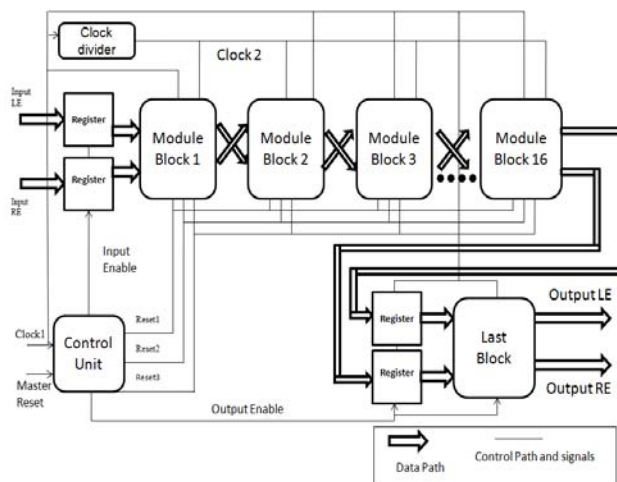 Clock
divider
Clock 2
Input
LE
Register
Module
Block 1
Module
Block 2
Module
Block 3
Module
Block 16
Register
Input
RE
Input
Enable
Clock1
Control
Unit
Master
Reset
Reset1
Reset2
Reset3
Output Enable
Register
Register
Last
Block
Output LE
Output RE
Data Path
Control Path and signals